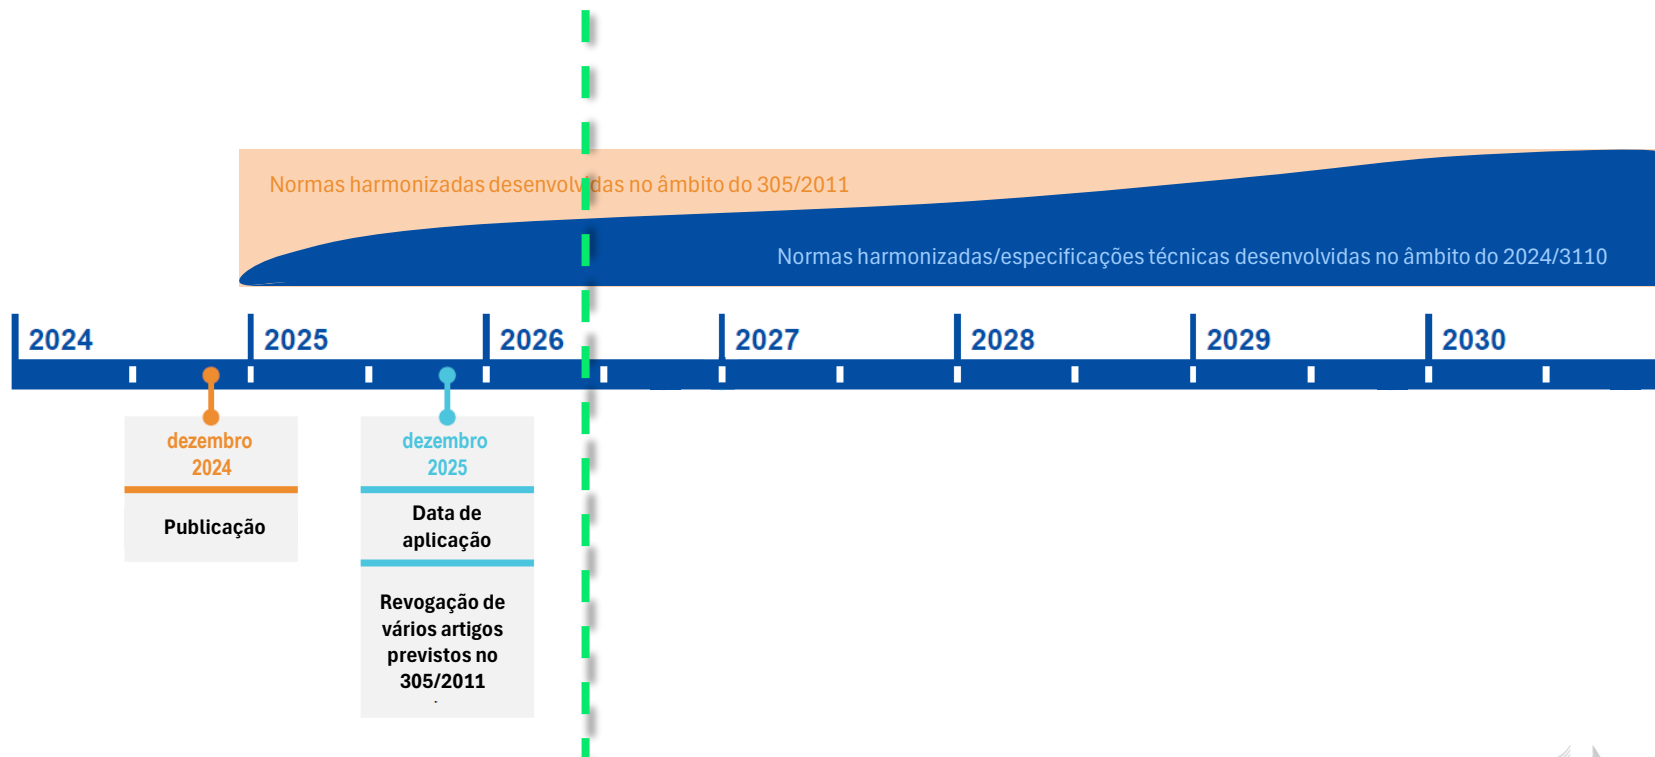 Normas harmonizadas desenvolvidas no âmbito do 305/2011
Normas harmonizadas/especificações técnicas desenvolvidas no âmbito do 2024/3110
2024
2025
2026
2027
2028
2029
2030
dezembro
2024
Publicação
dezembro
2025
Data de
aplicação
Revogação de
vários artigos
previstos no
305/2011